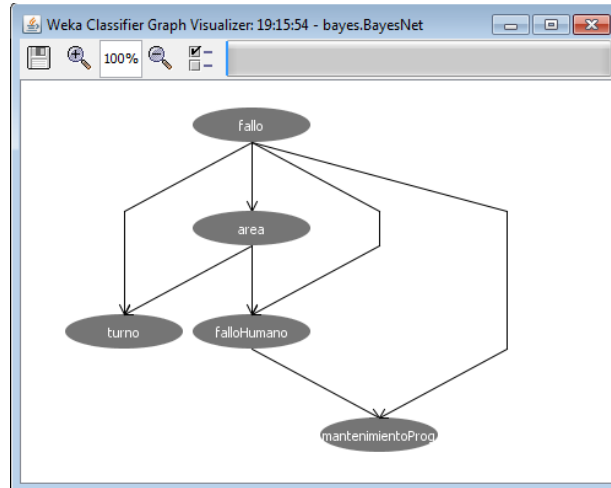 Weka Classifier Graph Visualizer: 19:15:54 - bayes.BayesNet
100%
fallo
area
turno
falloHumano
mantenimientoProg